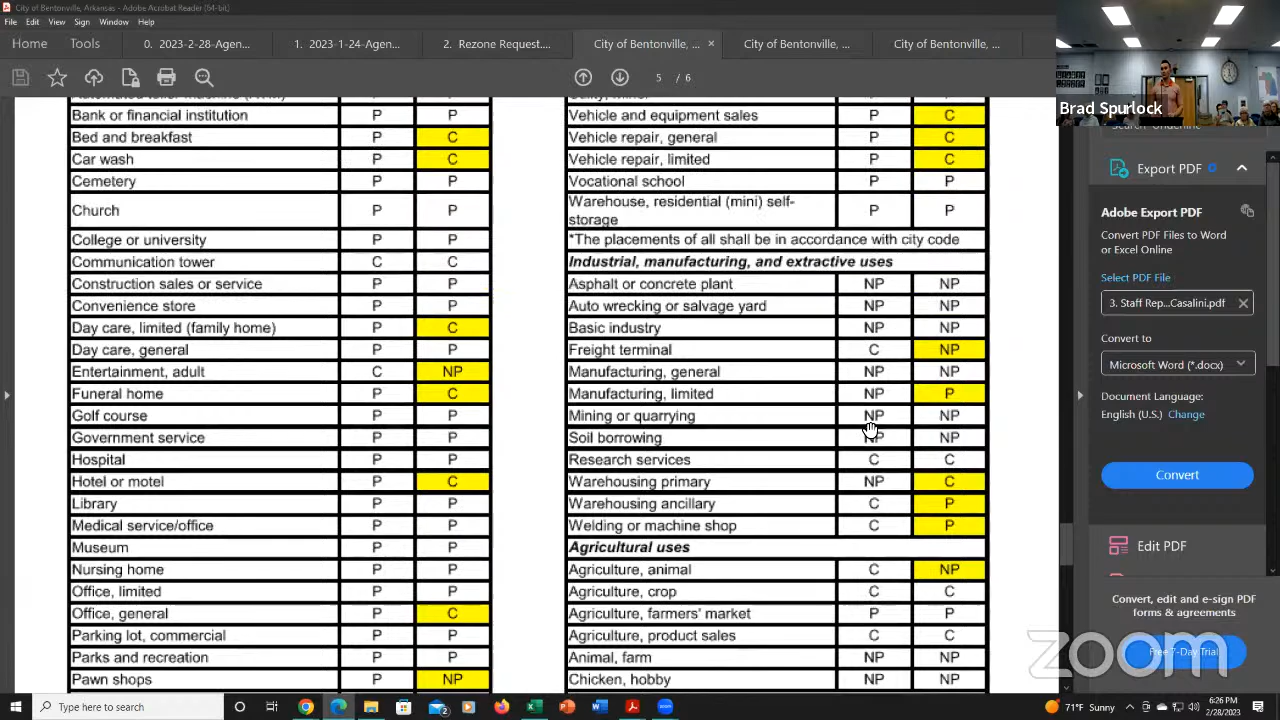 City of Bentonville, Arkansas - Adobe Acrobat Reader (64-bit)
File Edit View Sign Window Help
Home Tools 0. 2023-2-28-Agen... 1. 2023-1-24-Agen... 2. Rezone Request.... City of Bentonville, ... × City of Bentonville, ... City of Bentonville, ...
5 / 6
Brad Spurlock
Bank or financial institution P P
Bed and breakfast P C
Car wash P C
Cemetery P P
Church P P
College or university P P
Communication tower C C
Construction sales or service P P
Convenience store P P
Day care, limited (family home) P C
Day care, general P P
Entertainment, adult C NP
Funeral home P C
Golf course P P
Government service P P
Hospital P P
Hotel or motel P C
Library P P
Medical service/office P P
Museum P P
Nursing home P P
Office, limited P P
Office, general P C
Parking lot, commercial P P
Parks and recreation P P
Pawn shops P NP
Vehicle and equipment sales P C
Vehicle repair, general P C
Vehicle repair, limited P C
Vocational school P P
Warehouse, residential (mini) self-
storage P P
*The placements of all shall be in accordance with city code
Industrial, manufacturing, and extractive uses
Asphalt or concrete plant NP NP
Auto wrecking or salvage yard NP NP
Basic industry NP NP
Freight terminal C NP
Manufacturing, general NP NP
Manufacturing, limited NP P
Mining or quarrying NP NP
Soil borrowing NP NP
Research services C C
Warehousing primary NP C
Warehousing ancillary C P
Welding or machine shop C P
Agricultural uses
Agriculture, animal C NP
Agriculture, crop C C
Agriculture, farmers' market P P
Agriculture, product sales C C
Animal, farm NP NP
Chicken, hobby NP NP
Export PDF
Adobe Export PDF
Convert PDF Files to Word
or Excel Online
Select PDF File
3. Staff Rep...Casalini.pdf
Convert to
Microsoft Word (*.docx)
Document Language:
English (U.S.) Change
Convert
Edit PDF
Convert, edit and e-sign PDF
forms & agreements
Free 7-Day Trial
zoom
Type here to search
71°F Sunny
6:26 PM
2/28/2023